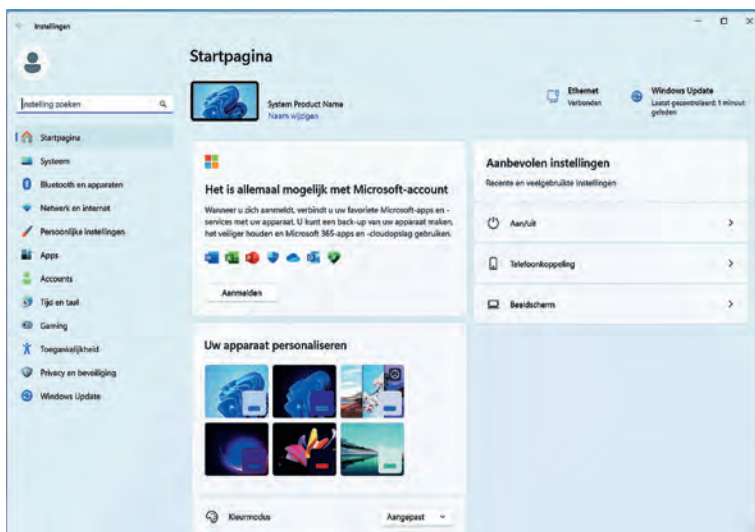 Instellingen
Startpagina
System Product Name
Naam wijzigen
Ethernet
Verbonden
Windows Update
Laatst gecontroleerd: 1 minuut
geleden
Instelling zoeken
Startpagina
Systeem
Bluetooth en apparaten
Netwerk en internet
Persoonlijke instellingen
Apps
Accounts
Tijd en taal
Gaming
Toegankelijkheid
Privacy en beveiliging
Windows Update
Het is allemaal mogelijk met Microsoft-account
Wanneer u zich aanmeldt, verbindt u uw favoriete Microsoft-apps en -
services met uw apparaat. U kunt een back-up van uw apparaat maken,
het veiliger houden en Microsoft 365-apps en -cloudopslag gebruiken.
Aanmelden
Uw apparaat personaliseren
Kleurmodus
Aangepast
Aanbevolen instellingen
Recente en veelgebruikte instellingen
Aan/uit
Telefoonkoppeling
Beeldscherm